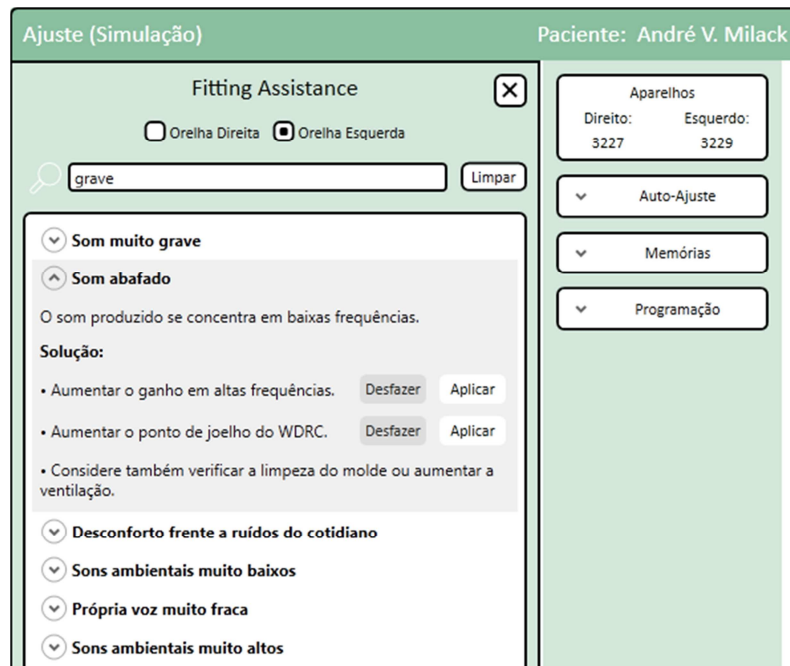 Ajuste (Simulação)
Paciente: André V. Milack
Fitting Assistance
Orelha Direita Orelha Esquerda
grave
Limpar
Som muito grave
Som abafado
O som produzido se concentra em baixas frequências.
Solução:
• Aumentar o ganho em altas frequências. Desfazer Aplicar
• Aumentar o ponto de joelho do WDRC. Desfazer Aplicar
• Considere também verificar a limpeza do molde ou aumentar a
ventilação.
Desconforto frente a ruídos do cotidiano
Sons ambientais muito baixos
Própria voz muito fraca
Sons ambientais muito altos
Aparelhos
Direito: Esquerdo:
3227 3229
Auto-Ajuste
Memórias
Programação